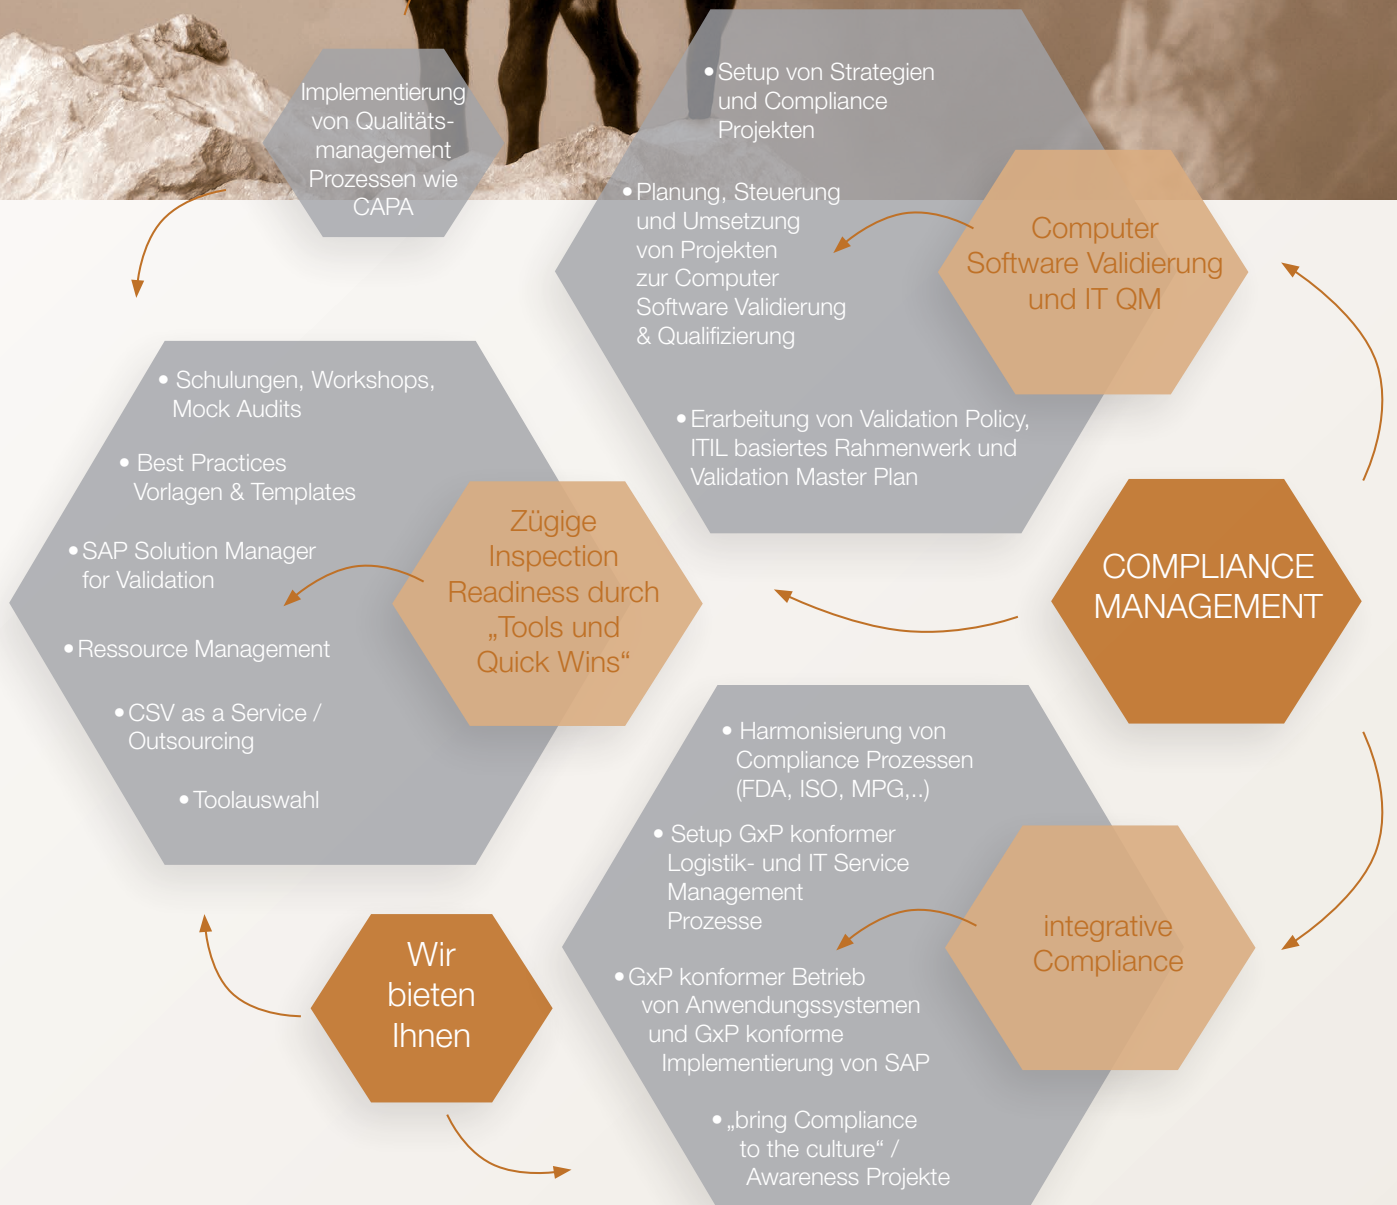 Implementierung
von Qualitäts-
management
Prozessen wie
CAPA
• Setup von Strategien
und Compliance
Projekten
• Planung, Steuerung
und Umsetzung
von Projekten
zur Computer
Software Validierung
& Qualifizierung
• Erarbeitung von Validation Policy,
ITIL basiertes Rahmenwerk und
Validation Master Plan
Computer
Software Validierung
und IT QM
• Schulungen, Workshops,
Mock Audits
• Best Practices
Vorlagen & Templates
• SAP Solution Manager
for Validation
• Ressource Management
• CSV as a Service /
Outsourcing
• Toolauswahl
Zügige
Inspection
Readiness durch
„Tools und
Quick Wins“
COMPLIANCE
MANAGEMENT
• Harmonisierung von
Compliance Prozessen
(FDA, ISO, MPG,..)
• Setup GxP konformer
Logistik- und IT Service
Management
Prozesse
• GxP konformer Betrieb
von Anwendungssystemen
und GxP konforme
Implementierung von SAP
• „bring Compliance
to the culture“ /
Awareness Projekte
integrative
Compliance
Wir
bieten
Ihnen